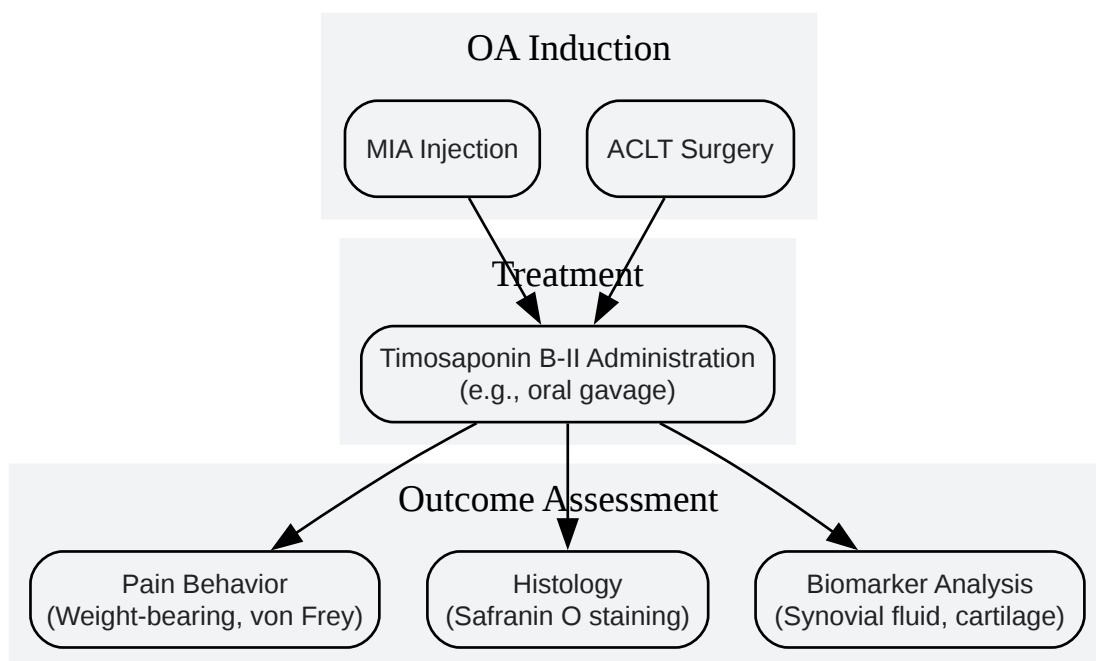 OA Induction
MIA Injection
ACLT Surgery
Treatment
Timosaponin B-II Administration
(e.g., oral gavage)
Outcome Assessment
Pain Behavior
(Weight-bearing, von Frey)
Histology
(Safranin O staining)
Biomarker Analysis
(Synovial fluid, cartilage)